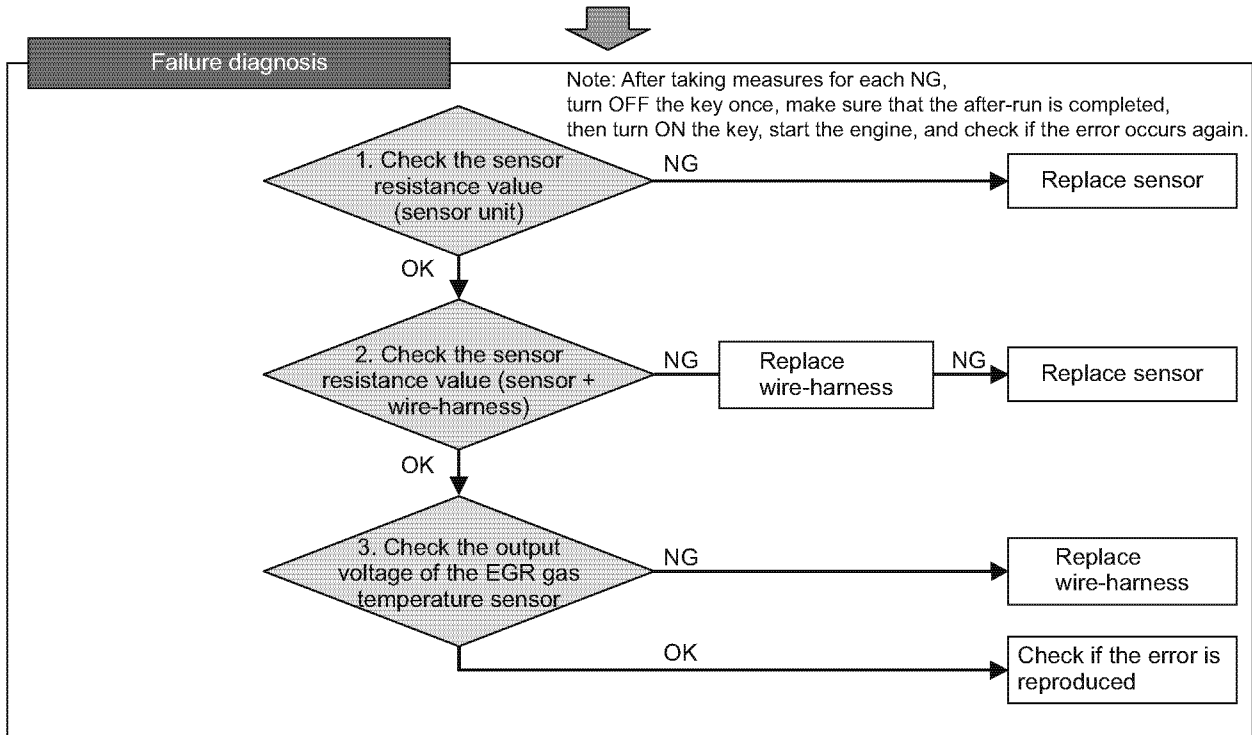 Failure diagnosis
Note: After taking measures for each NG,
turn OFF the key once, make sure that the after-run is completed,
then turn ON the key, start the engine, and check if the error occurs again.
1. Check the sensor
resistance value
(sensor unit)
NG
Replace sensor
OK
2. Check the sensor
resistance value (sensor +
wire-harness)
NG
Replace
wire-harness
NG
Replace sensor
OK
3. Check the output
voltage of the EGR gas
temperature sensor
NG
Replace
wire-harness
OK
Check if the error is
reproduced